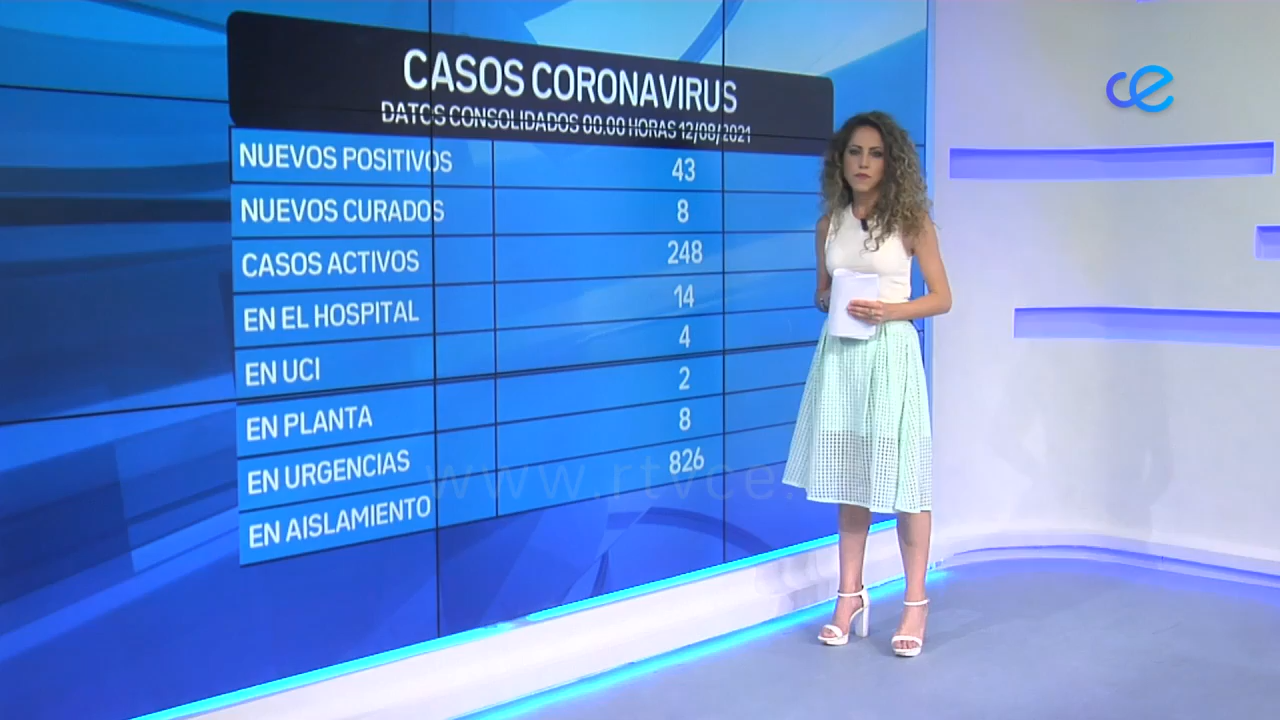 ce
CASOS CORONAVIRUS
DATOS CONSOLIDADOS 00.00 HORAS 12/08/2021
NUEVOS POSITIVOS 43
NUEVOS CURADOS 8
CASOS ACTIVOS 248
EN EL HOSPITAL 14
EN UCI 4
EN PLANTA 2
EN URGENCIAS 8
EN AISLAMIENTO 826
www.rtvce.